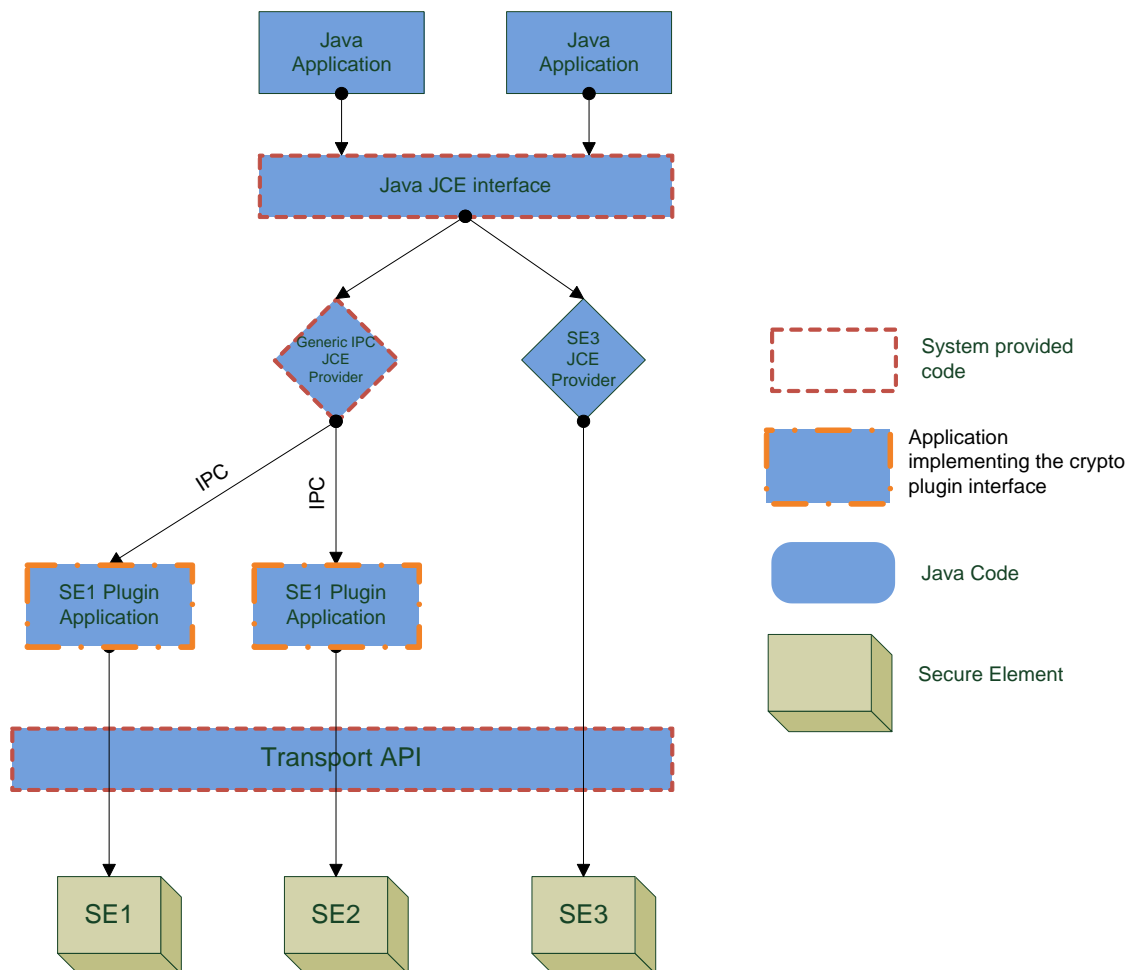 Java
Application
Java
Application
Java JCE interface
Generic IPC
JCE
Provider
SE3
JCE
Provider
IPC
IPC
SE1 Plugin
Application
SE1 Plugin
Application
Transport API
SE1
SE2
SE3
System provided
code
Application
implementing the crypto
plugin interface
Java Code
Secure Element